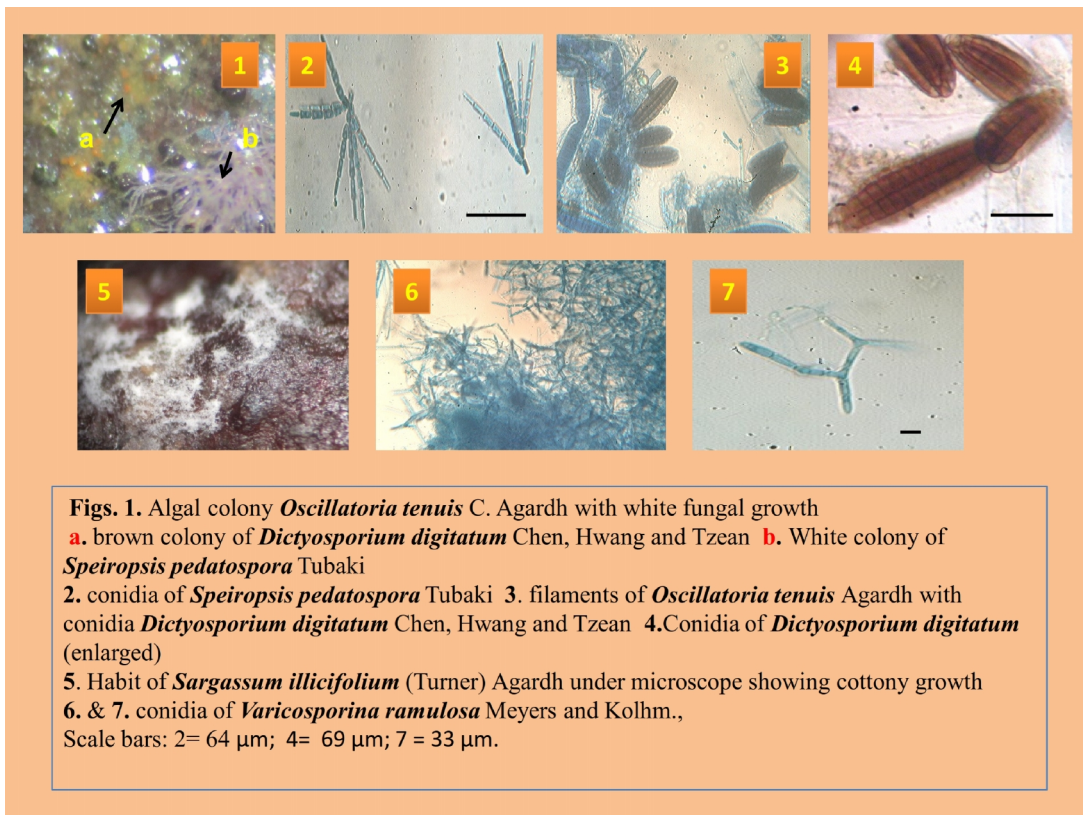 1
2
3
4
a
b
5
6
7
Figs. 1. Algal colony Oscillatoria tenuis C. Agardh with white fungal growth
a. brown colony of Dictyosporium digitatum Chen, Hwang and Tzean b. White colony of
Speiropsis pedatospora Tubaki
2. conidia of Speiropsis pedatospora Tubaki 3. filaments of Oscillatoria tenuis Agardh with
conidia Dictyosporium digitatum Chen, Hwang and Tzean 4.Conidia of Dictyosporium digitatum
(enlarged)
5. Habit of Sargassum illicifolium (Turner) Agardh under microscope showing cottony growth
6. & 7. conidia of Varicosporina ramulosa Meyers and Kolhm.,
Scale bars: 2= 64 μm; 4= 69 μm; 7 = 33 μm.